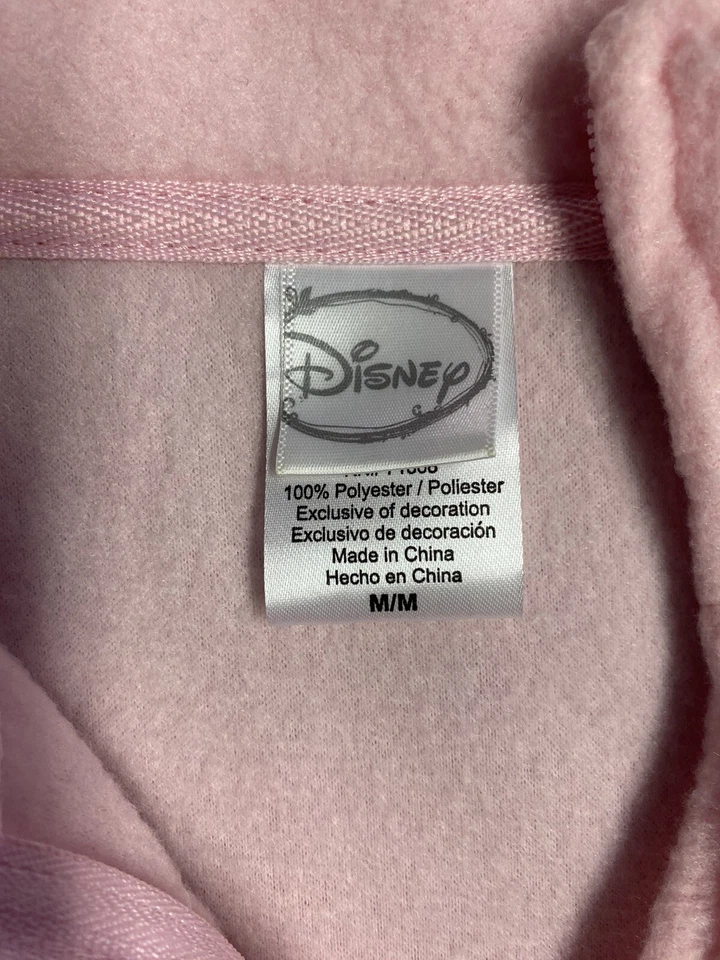 Disney
100% Polyester / Poliester
Exclusive of decoration
Exclusivo de decoración
Made in China
Hecho en China
M/M